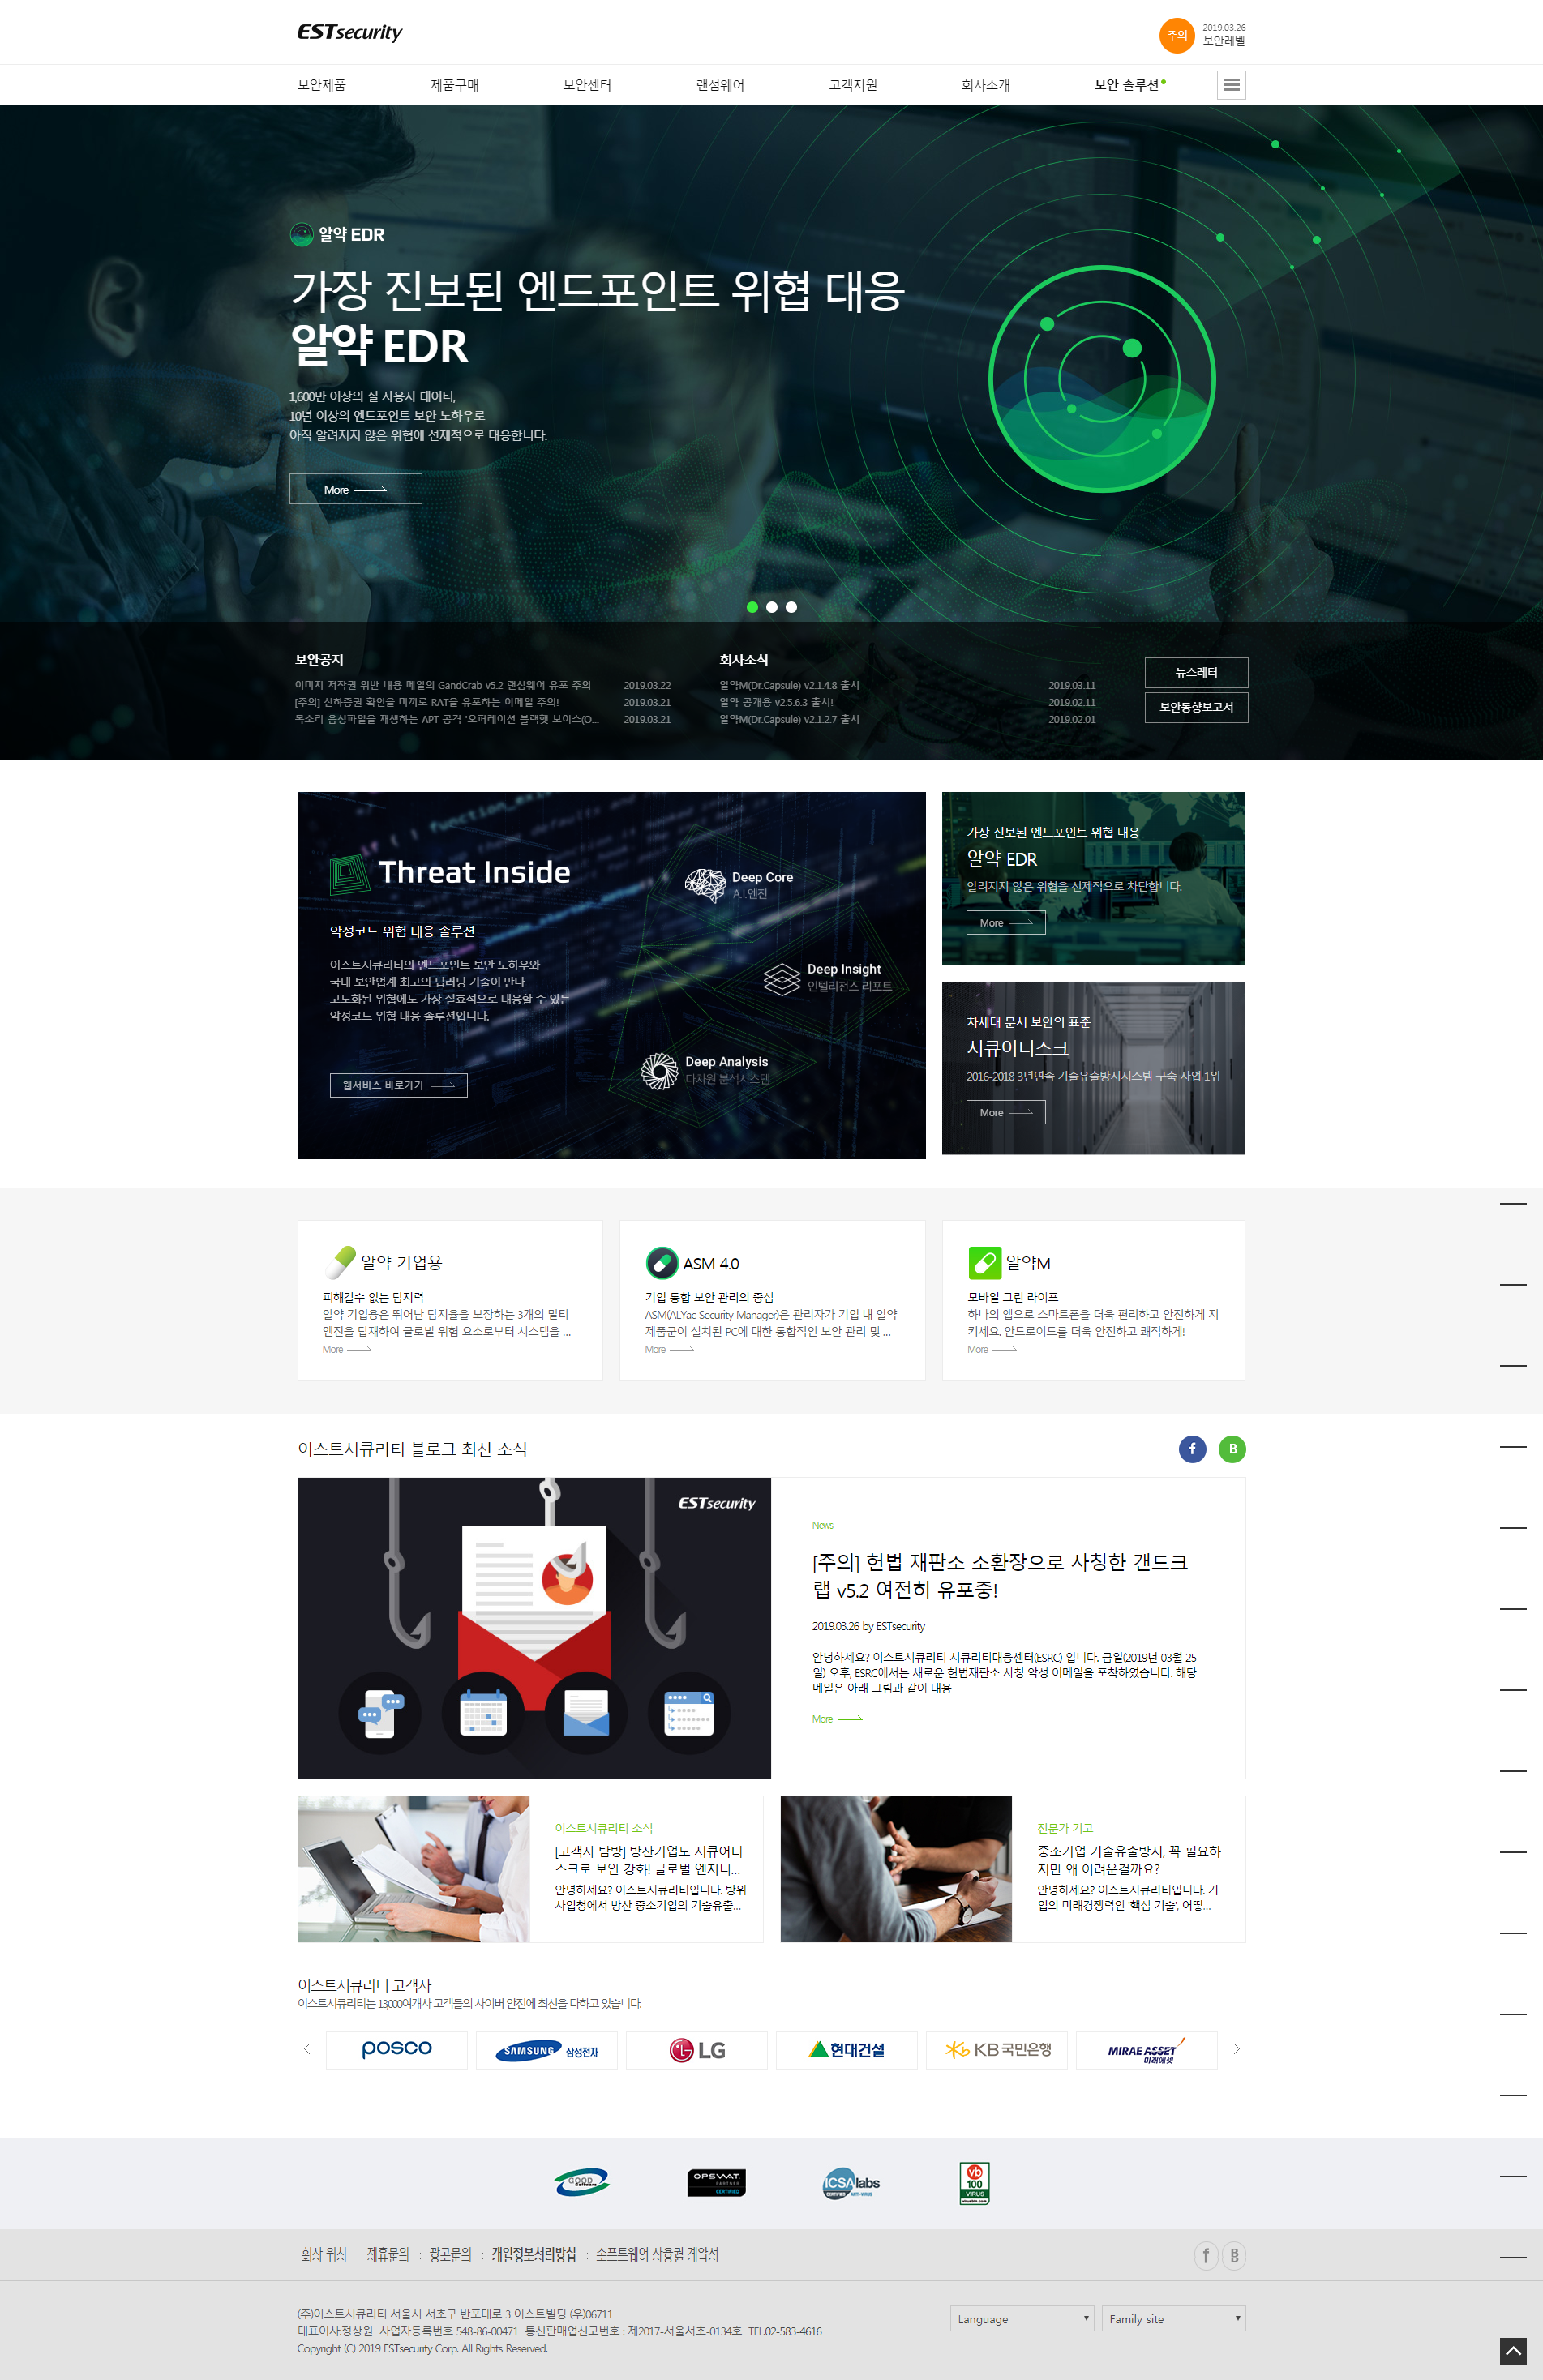 ESTsecurity
주의
2019.03.26
보안레벨
보안제품
제품구매
보안센터
랜섬웨어
고객지원
회사소개
보안 솔루션
알약 EDR
가장 진보된 엔드포인트 위협 대응
알약 EDR
1,600만 이상의 실 사용자 데이터,
10년 이상의 엔드포인트 보안 노하우로
아직 알려지지 않은 위협에 선제적으로 대응합니다.
More
보안공지
이미지 저작권 위반 내용 메일의 GandCrab v5.2 랜섬웨어 유포 주의 2019.03.22
[주의] 선하증권 확인을 미끼로 RAT을 유포하는 이메일 주의! 2019.03.21
목소리 음성파일을 재생하는 APT 공격 '오퍼레이션 블랙햇 보이스(O... 2019.03.21
회사소식
알약M(Dr.Capsule) v2.1.4.8 출시 2019.03.11
알약 공개용 v2.5.6.3 출시! 2019.02.11
알약M(Dr.Capsule) v2.1.2.7 출시 2019.02.01
뉴스레터
보안동향보고서
Threat Inside
악성코드 위협 대응 솔루션
이스트시큐리티의 엔드포인트 보안 노하우와
국내 보안업계 최고의 딥러닝 기술이 만나
고도화된 위협에도 가장 실효적으로 대응할 수 있는
악성코드 위협 대응 솔루션입니다.
웹서비스 바로가기
Deep Core
A.I.엔진
Deep Insight
인텔리전스 리포트
Deep Analysis
다차원 분석시스템
가장 진보된 엔드포인트 위협 대응
알약 EDR
알려지지 않은 위협을 선제적으로 차단합니다.
More
차세대 문서 보안의 표준
시큐어디스크
2016-2018 3년연속 기술유출방지시스템 구축 사업 1위
More
알약 기업용
피해갈수 없는 탐지력
알약 기업용은 뛰어난 탐지율을 보장하는 3개의 멀티
엔진을 탑재하여 글로벌 위험 요소로부터 시스템을 ...
More
ASM 4.0
기업 통합 보안 관리의 중심
ASM(ALYac Security Manager)은 관리자가 기업 내 알약
제품군이 설치된 PC에 대한 통합적인 보안 관리 및 ...
More
알약M
모바일 그린 라이프
하나의 앱으로 스마트폰을 더욱 편리하고 안전하게 지
키세요. 안드로이드를 더욱 안전하고 쾌적하게!
More
이스트시큐리티 블로그 최신 소식
f
B
ESTsecurity
News
[주의] 헌법 재판소 소환장으로 사칭한 갠드크
랩 v5.2 여전히 유포중!
2019.03.26 by ESTsecurity
안녕하세요? 이스트시큐리티 시큐리티대응센터(ESRC) 입니다. 금일(2019년 03월 25
일) 오후, ESRC에서는 새로운 헌법재판소 사칭 악성 이메일을 포착하였습니다. 해당
메일은 아래 그림과 같이 내용
More
이스트시큐리티 소식
[고객사 탐방] 방산기업도 시큐어디
스크로 보안 강화! 글로벌 엔지니...
안녕하세요? 이스트시큐리티입니다. 방위
사업청에서 방산 중소기업의 기술유출...
전문가 기고
중소기업 기술유출방지, 꼭 필요하
지만 왜 어려운걸까요?
안녕하세요? 이스트시큐리티입니다. 기
업의 미래경쟁력인 '핵심 기술', 어떻...
이스트시큐리티 고객사
이스트시큐리티는 13,000여개사 고객들의 사이버 안전에 최선을 다하고 있습니다.
posco
SAMSUNG 삼성전자
LG
현대건설
KB 국민은행
MIRAE ASSET
미래에셋
GOOD
Software
OPSWAT
PARTNER
CERTIFIED
ICSA labs
CERTIFIED ANTI-VIRUS
vb
100
VIRUS
virusbtn.com
회사 위치 : 제휴문의 : 광고문의 : 개인정보처리방침 : 소프트웨어 사용권 계약서
f
B
(주)이스트시큐리티 서울시 서초구 반포대로 3 이스트빌딩 (우)06711
대표이사:정상원 사업자등록번호 548-86-00471 통신판매업신고번호 : 제2017-서울서초-0134호 TEL.02-583-4616
Copyright (C) 2019 ESTsecurity Corp. All Rights Reserved.
Language
Family site